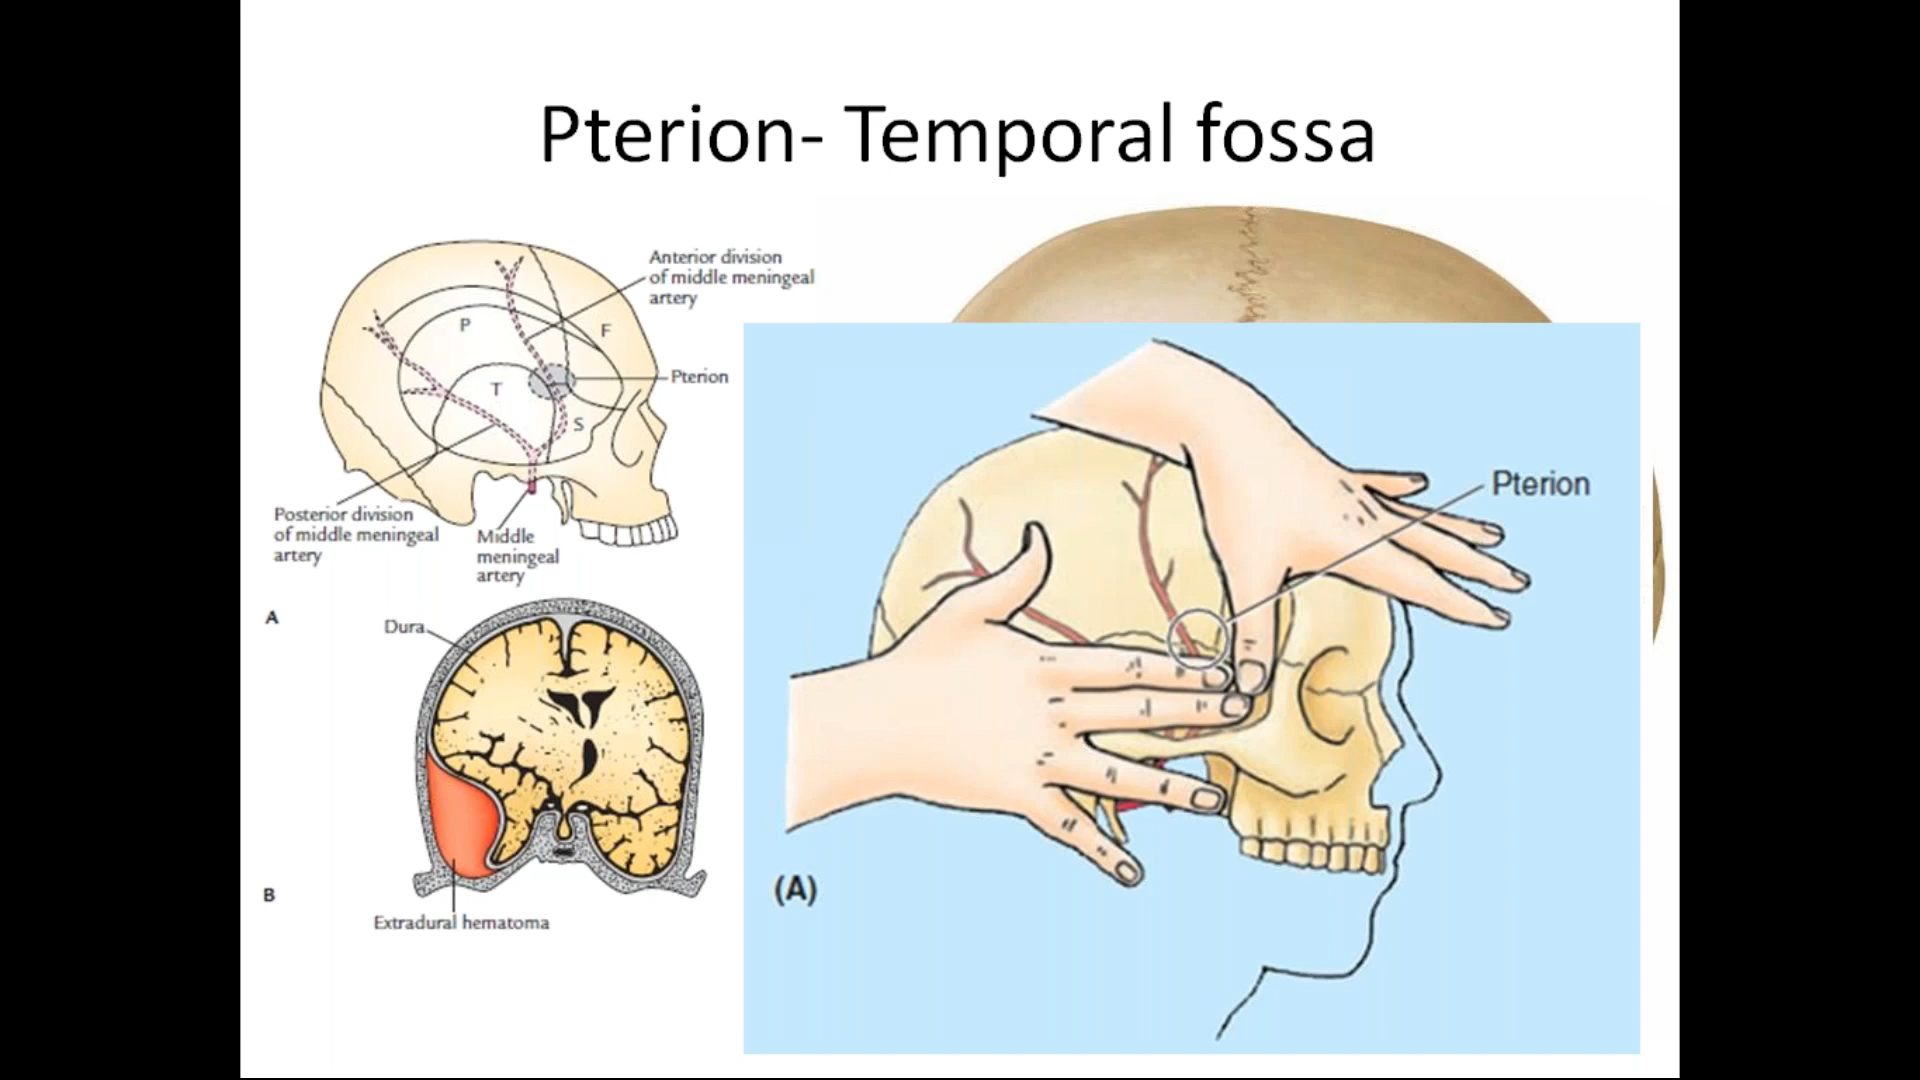 Pterion- Temporal fossa
Anterior division
of middle meningeal
artery
P
F
Pterion
T
S
Posterior division
of middle meningeal
artery
Middle
meningeal
artery
A
Dura
B
Extradural hematoma
Pterion
(A)